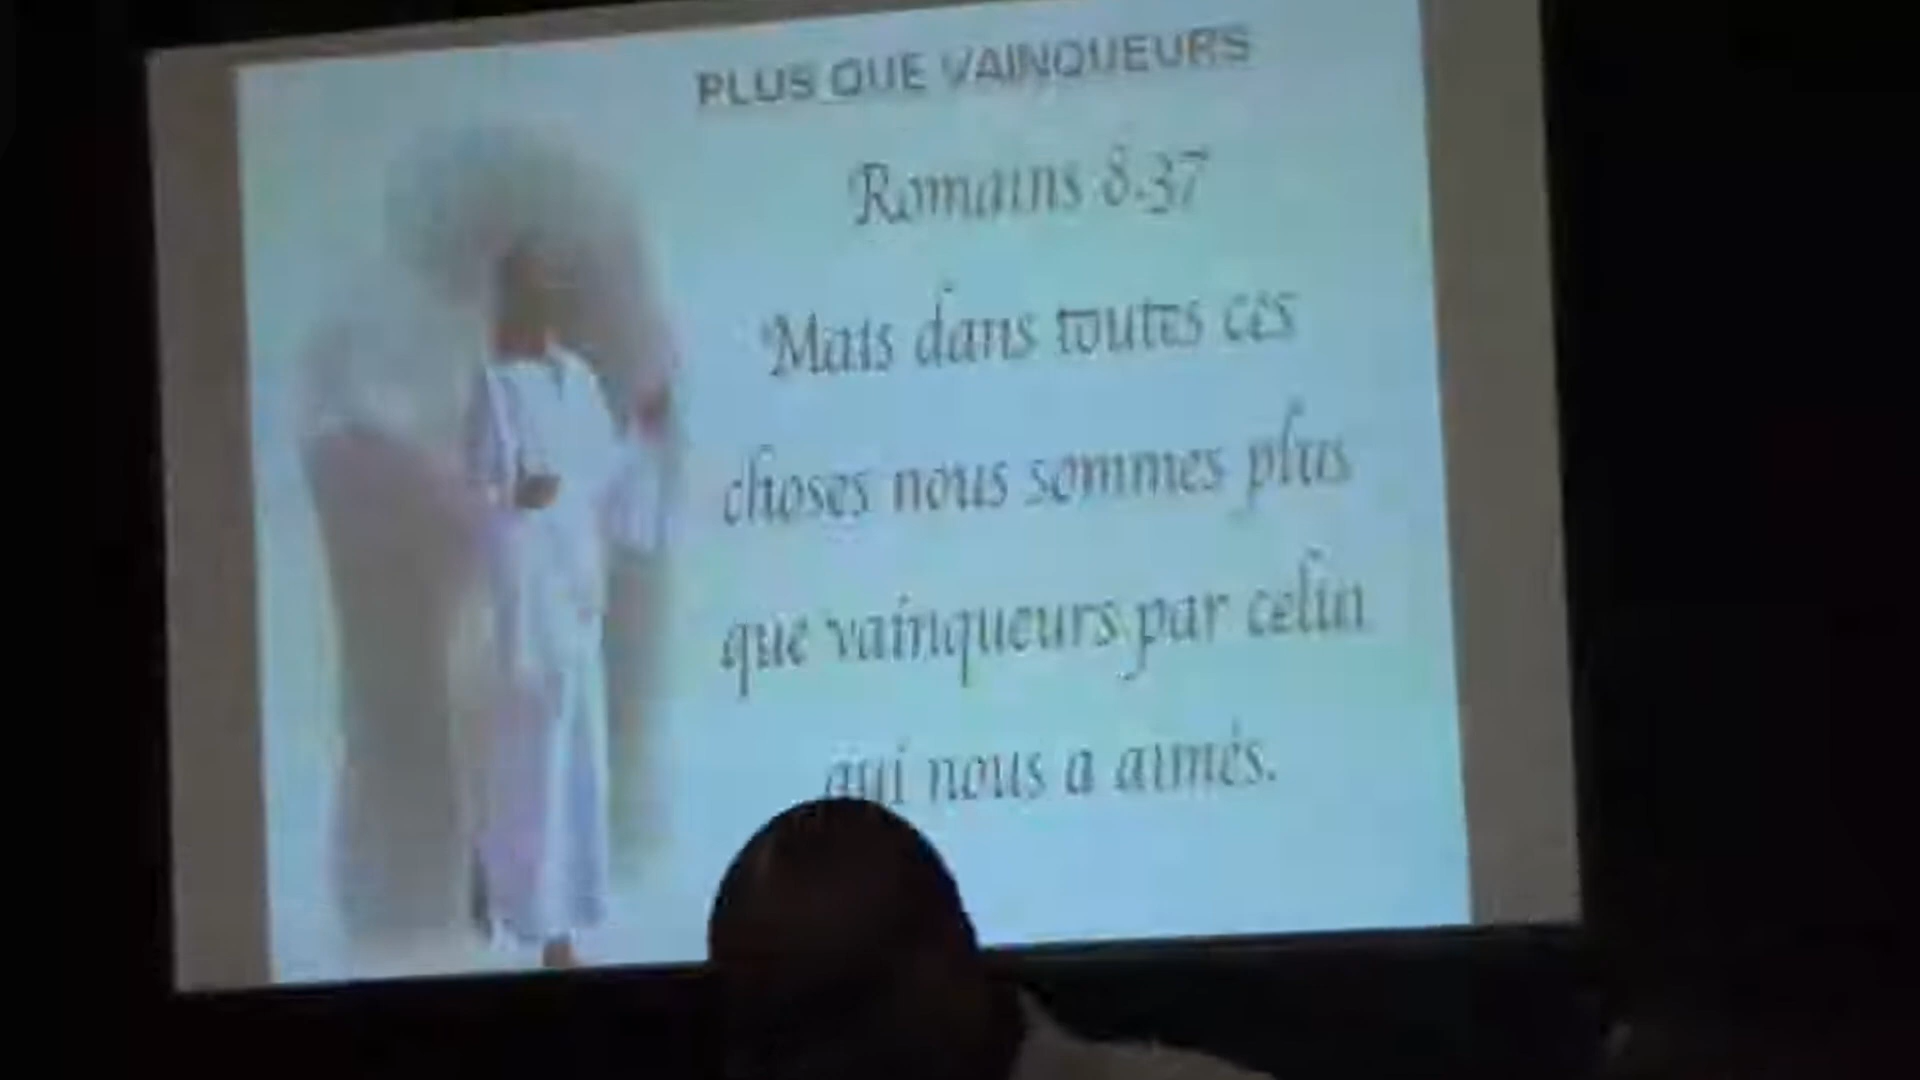 PLUS QUE VAINQUEURS
Romains 8.37
Mais dans toutes ces
choses nous sommes plus
que vainqueurs par celui
qui nous a aimés.